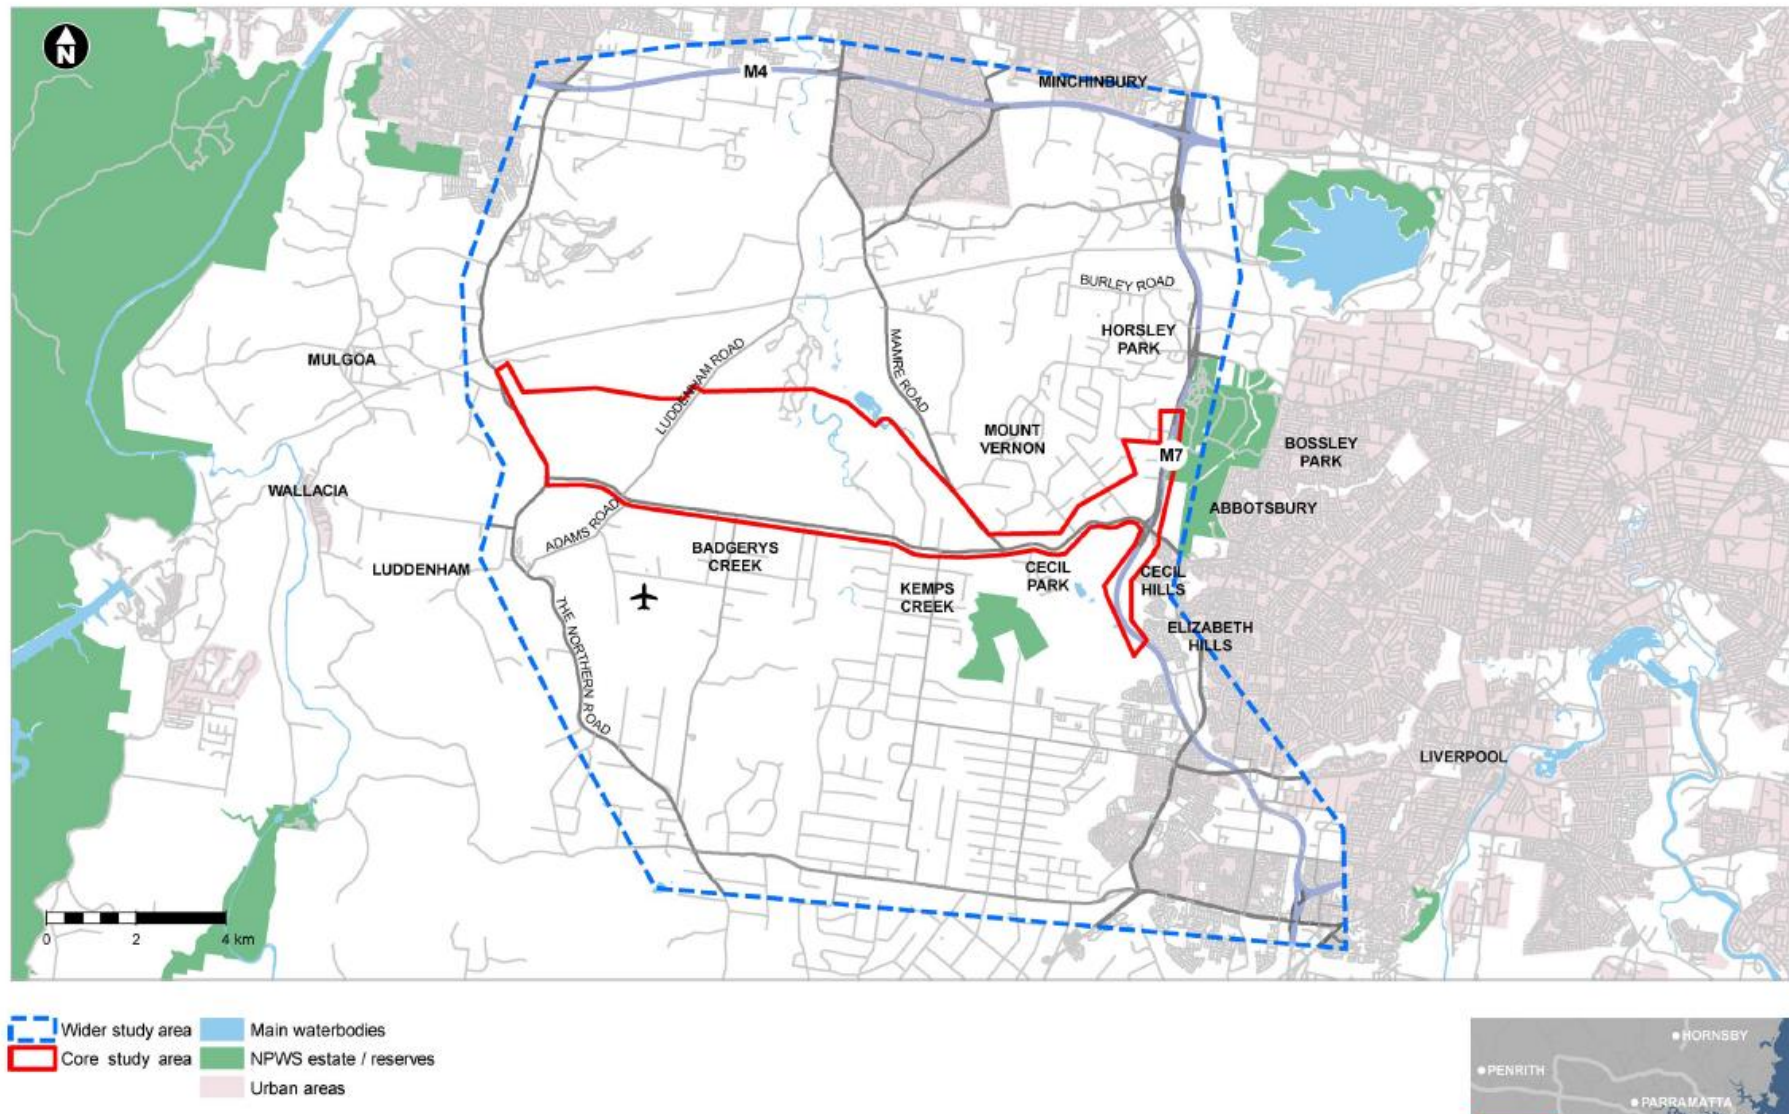 N
M4
MINCHINBURY
BURLEY ROAD
HORSLEY
PARK
MULGOA
LUDDENHAM ROAD
MAMRE ROAD
MOUNT
VERNON
M7
BOSSLEY
PARK
WALLACIA
ABBOTSBURY
ADAMS ROAD
BADGERYS
CREEK
LUDDENHAM
KEMPS
CREEK
CECIL
PARK
CECIL
HILLS
THE NORTHERN ROAD
ELIZABETH
HILLS
LIVERPOOL
0 2 4 km
Wider study area
Main waterbodies
Core study area
NPWS estate / reserves
Urban areas
HORNSBY
PENRITH
PARRAMATTA